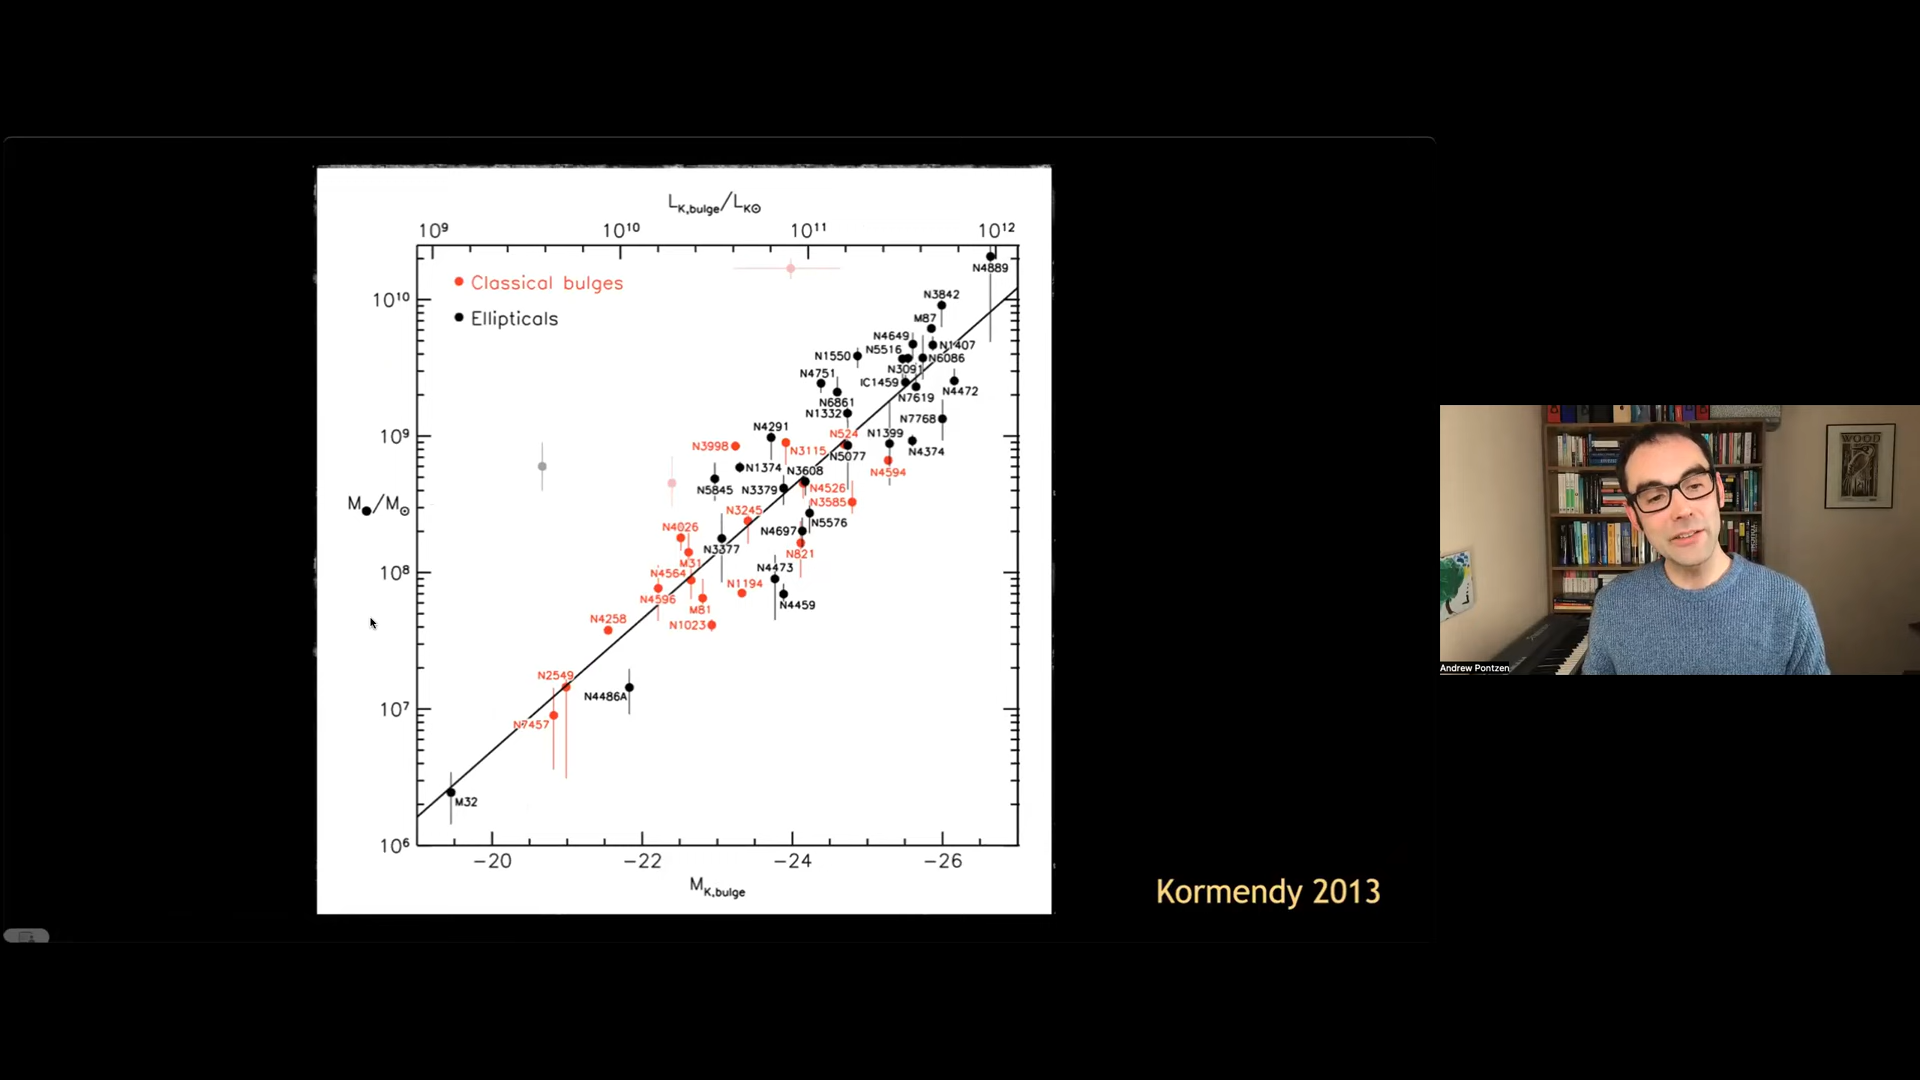 L_K,bulge/L_K⊙
10⁹ 10¹⁰ 10¹¹ 10¹²
Classical bulges
Ellipticals
N4889
N3842
M87
N4649
N1407
N5516
N1550
N6086
N3091
N4751
IC1459
N4472
N7619
N6861
N1332
N7768
N4291
N524
N1399
N3998
N3115
N4374
N5077
N1374
N3608
N4594
N5845
N3379
N4526
N3585
N3245
N4026
N5576
N4697
N3377
N821
M31
N4564
N4473
N1194
N4596
M81
N4459
N4258
N1023
N2549
N4486A
N7457
M32
10¹⁰
10⁹
M●/M⊙
10⁸
10⁷
10⁶
−20 −22 −24 −26
M_K,bulge
Kormendy 2013
WOOD
Andrew Pontzen